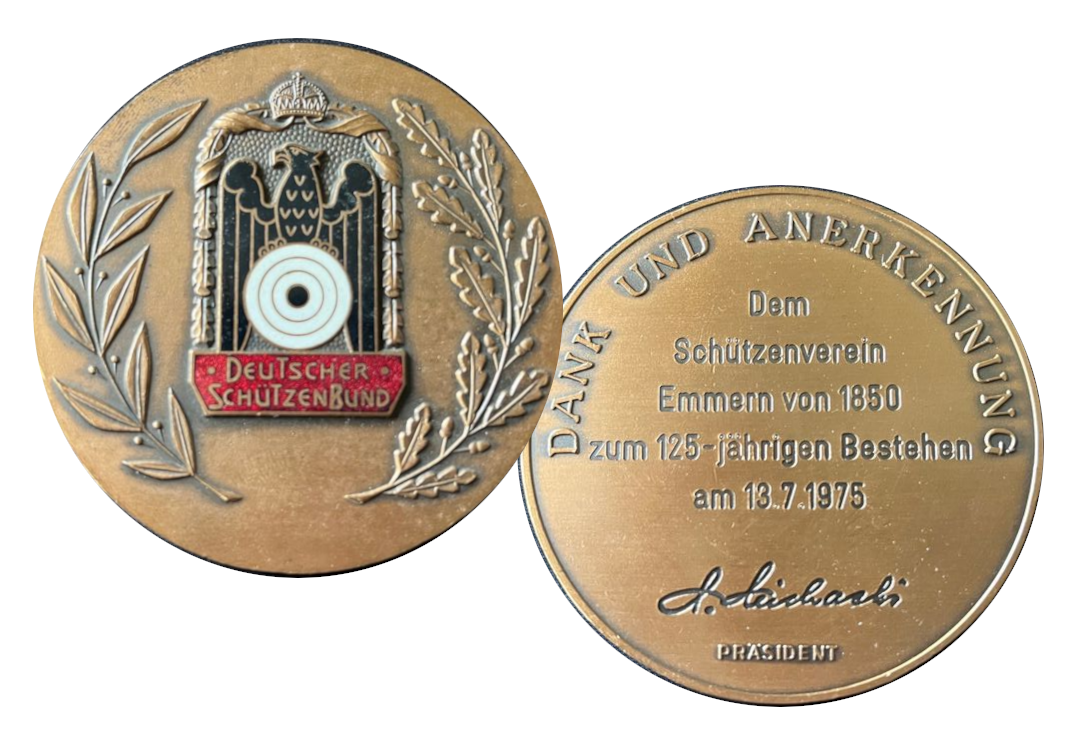 DEUTSCHER
SCHÜTZENBUND
DANK UND ANERKENNUNG
Dem
Schützenverein
Emmern von 1850
zum 125-jährigen Bestehen
am 13.7.1975
PRÄSIDENT